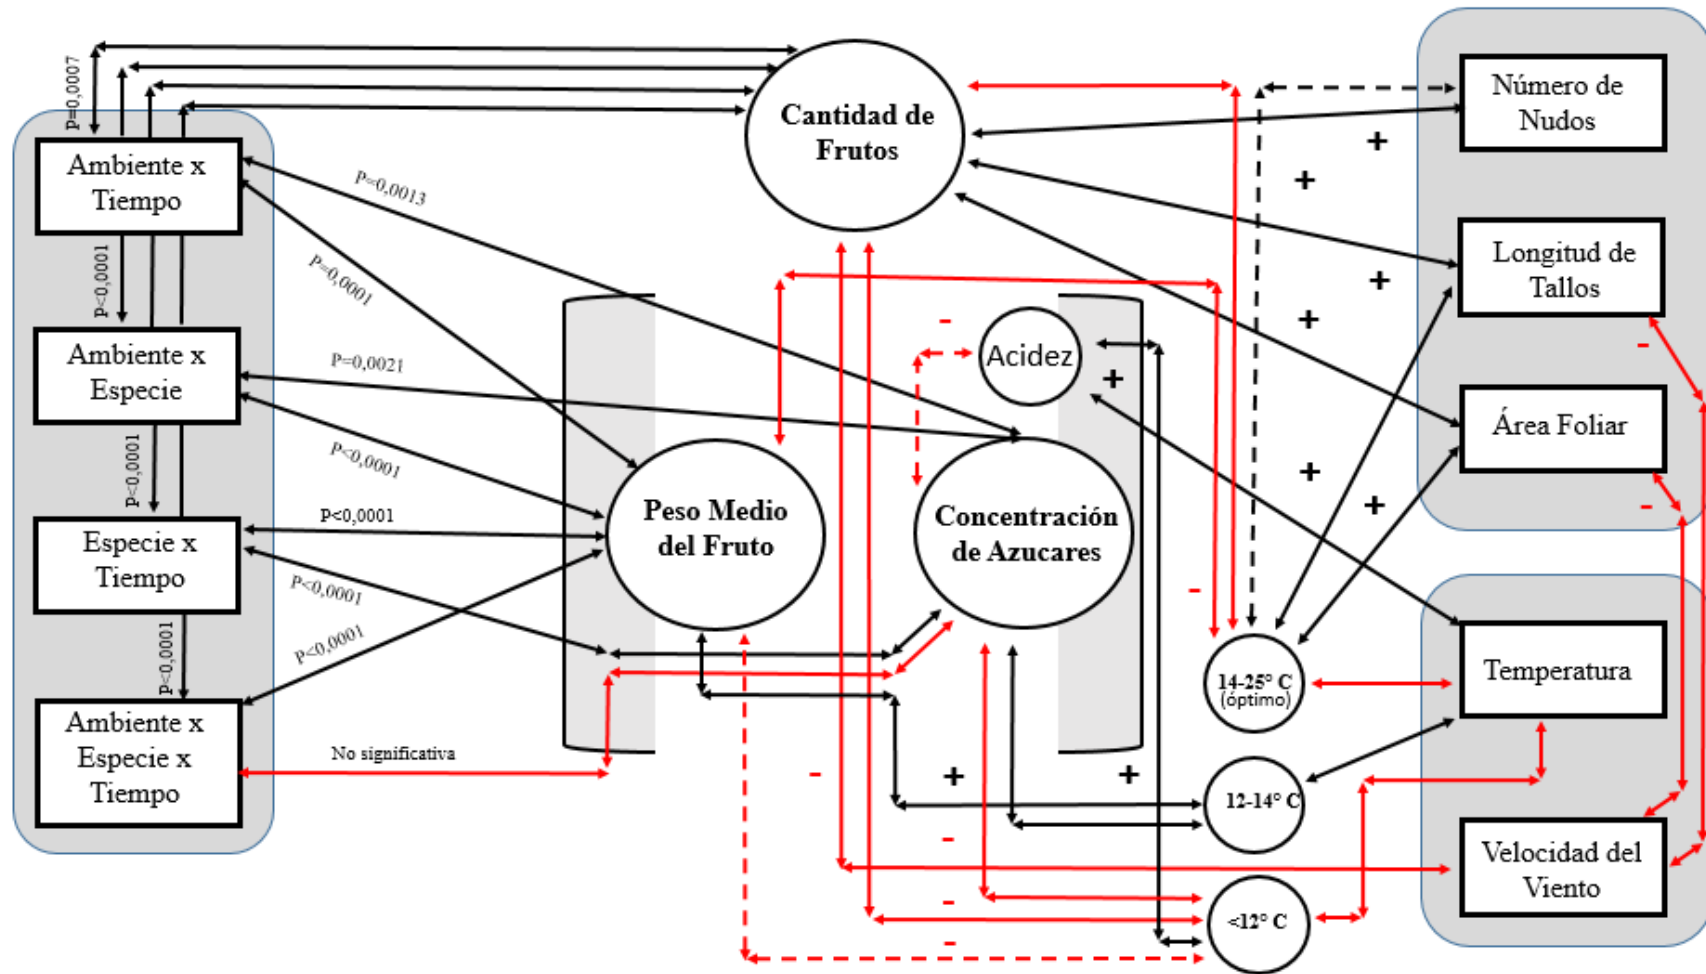 P=0,0007
Ambiente x
Tiempo
P<0,0001
Ambiente x
Especie
P<0,0001
Especie x
Tiempo
P<0,0001
Ambiente x
Especie x
Tiempo
P=0,0013
P=0,0001
P=0,0021
P<0,0001
P<0,0001
P<0,0001
P<0,0001
No significativa
Cantidad de
Frutos
Acidez
Peso Medio
del Fruto
Concentración
de Azucares
14-25° C
(óptimo)
12-14° C
<12° C
Número de
Nudos
Longitud de
Tallos
Área Foliar
Temperatura
Velocidad del
Viento
+
+
+
+
+
+
+
+
+
-
-
-
-
-
-
-
-